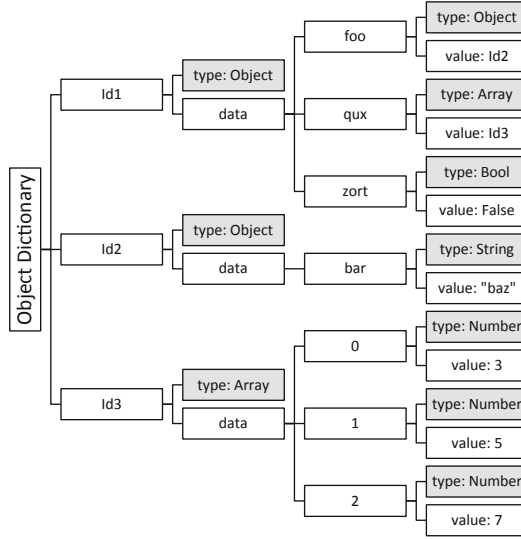 Object Dictionary
Id1
type: Object
data
foo
type: Object
value: Id2
qux
type: Array
value: Id3
zort
type: Bool
value: False
Id2
type: Object
data
bar
type: String
value: "baz"
Id3
type: Array
data
0
type: Number
value: 3
1
type: Number
value: 5
2
type: Number
value: 7